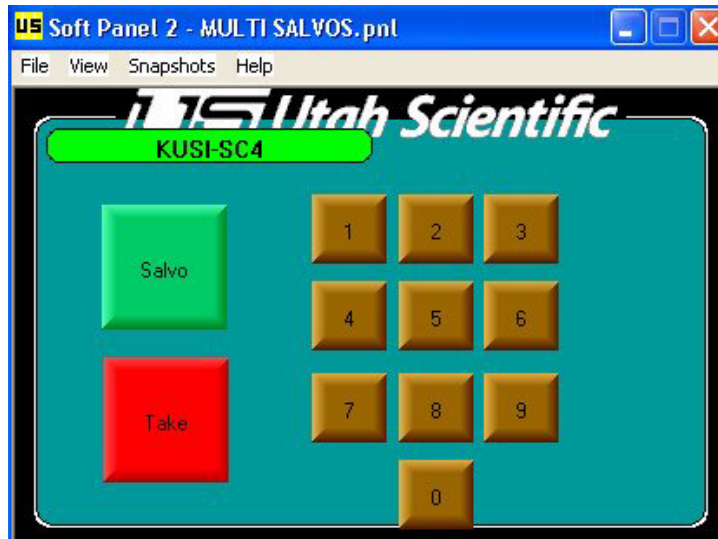 US Soft Panel 2 - MULTI SALVOS.pnl
File View Snapshots Help
US Utah Scientific
KUSI-SC4
Salvo
Take
1 2 3
4 5 6
7 8 9
0